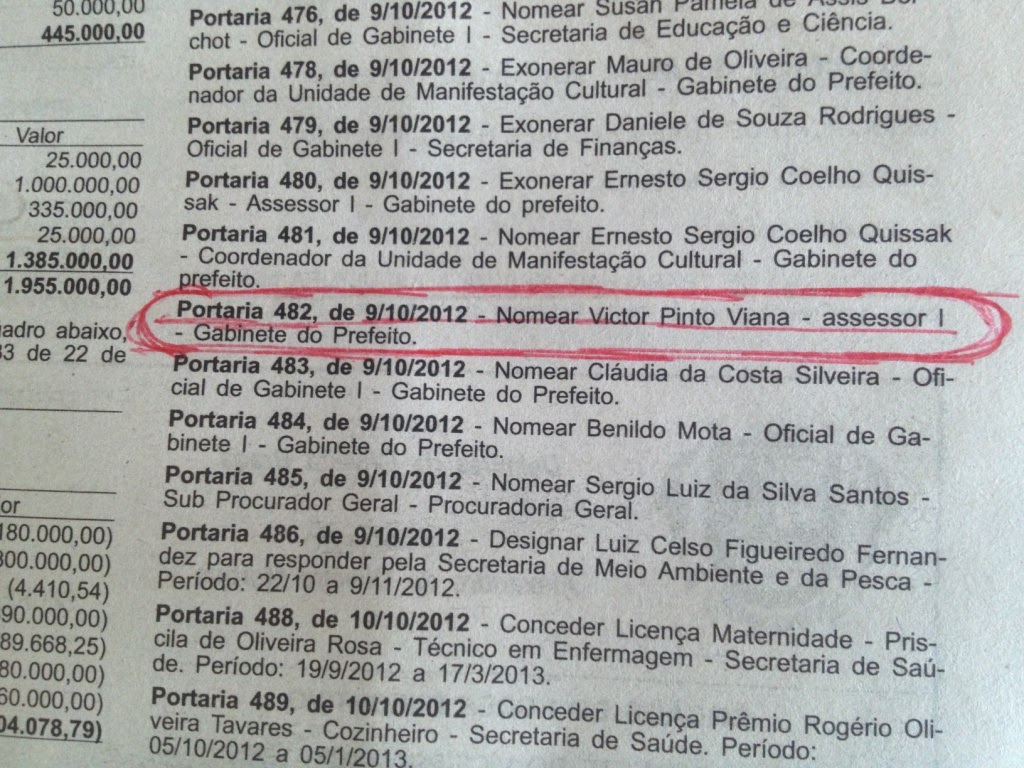 50.000,00
445.000,00
Valor
25.000,00
1.000.000,00
335.000,00
25.000,00
1.385.000,00
1.955.000,00
abaixo,
de 22 de
180.000,00)
(4.410,54)
04.078,79)
Portaria 476, de 9/10/2012 - Nomear Susan Pamela de Assis
chot - Oficial de Gabinete I - Secretaria de Educação e Ciência.
Portaria 478, de 9/10/2012 - Exonerar Mauro de Oliveira - Coorde-
nador da Unidade de Manifestação Cultural - Gabinete do Prefeito.
Portaria 479, de 9/10/2012 - Exonerar Daniele de Souza Rodrigues -
Oficial de Gabinete I - Secretaria de Finanças.
Portaria 480, de 9/10/2012 - Exonerar Ernesto Sergio Coelho Quis-
sak - Assessor I - Gabinete do prefeito.
Portaria 481, de 9/10/2012 - Nomear Ernesto Sergio Coelho Quissak
- Coordenador da Unidade de Manifestação Cultural - Gabinete do
prefeito.
Portaria 482, de 9/10/2012 - Nomear Victor Pinto Viana - assessor I
- Gabinete do Prefeito.
Portaria 483, de 9/10/2012 - Nomear Cláudia da Costa Silveira - Ofi-
cial de Gabinete I - Gabinete do Prefeito.
Portaria 484, de 9/10/2012 - Nomear Benildo Mota - Oficial de Ga-
binete I - Gabinete do Prefeito.
Portaria 485, de 9/10/2012 - Nomear Sergio Luiz da Silva Santos -
Sub Procurador Geral - Procuradoria Geral.
Portaria 486, de 9/10/2012 - Designar Luiz Celso Figueiredo Fernan-
dez para responder pela Secretaria de Meio Ambiente e da Pesca -
Período: 22/10 a 9/11/2012.
Portaria 488, de 10/10/2012 - Conceder Licença Maternidade - Pris-
cila de Oliveira Rosa - Técnico em Enfermagem - Secretaria de Saú-
de. Período: 19/9/2012 a 17/3/2013.
Portaria 489, de 10/10/2012 - Conceder Licença Prêmio Rogério Oli-
veira Tavares - Cozinheiro - Secretaria de Saúde. Período:
05/10/2012 a 05/1/2013.